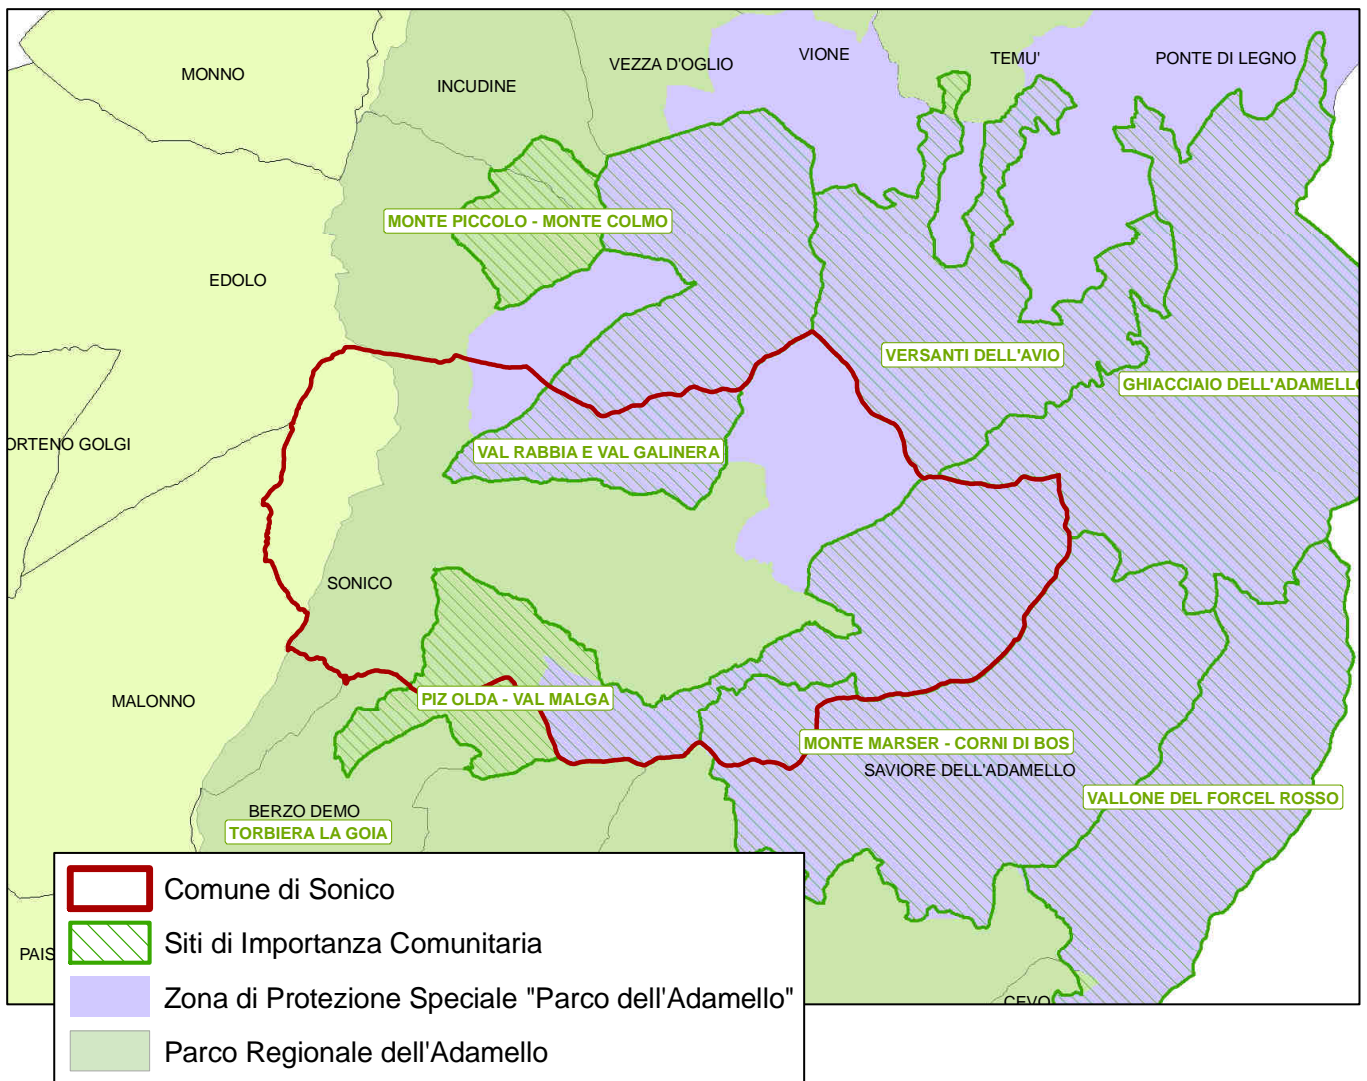 MONNO
INCUDINE
VEZZA D'OGLIO
VIONE
TEMU'
PONTE DI LEGNO
MONTE PICCOLO - MONTE COLMO
EDOLO
VERSANTI DELL'AVIO
GHIACCIAIO DELL'ADAMELLO
ORTENO GOLGI
VAL RABBIA E VAL GALINERA
SONICO
MALONNO
PIZ OLDA - VAL MALGA
MONTE MARSER - CORNI DI BOS
SAVIORE DELL'ADAMELLO
VALLONE DEL FORCEL ROSSO
BERZO DEMO
TORBIERA LA GOIA
PAIS
CEVO
Comune di Sonico
Siti di Importanza Comunitaria
Zona di Protezione Speciale "Parco dell'Adamello"
Parco Regionale dell'Adamello